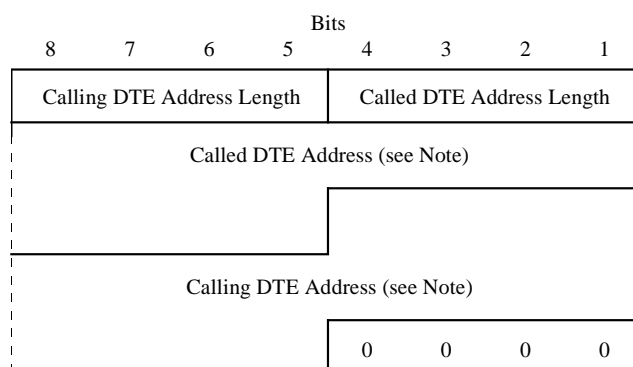 Bits
8 7 6 5 4 3 2 1
Calling DTE Address Length Called DTE Address Length
Called DTE Address (see Note)
Calling DTE Address (see Note)
0 0 0 0